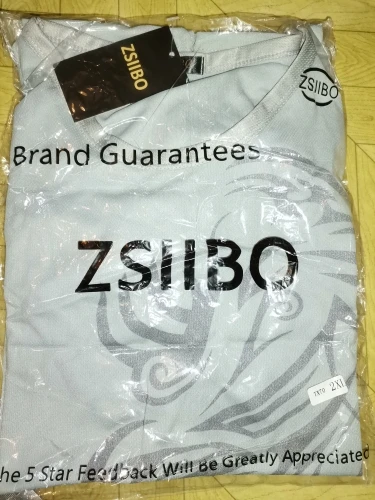 ZSIIBO
ZSIIBO
Brand Guarantees
ZSIIBO
2XL
he 5 Star Feedback Will Be Greatly Appreciated